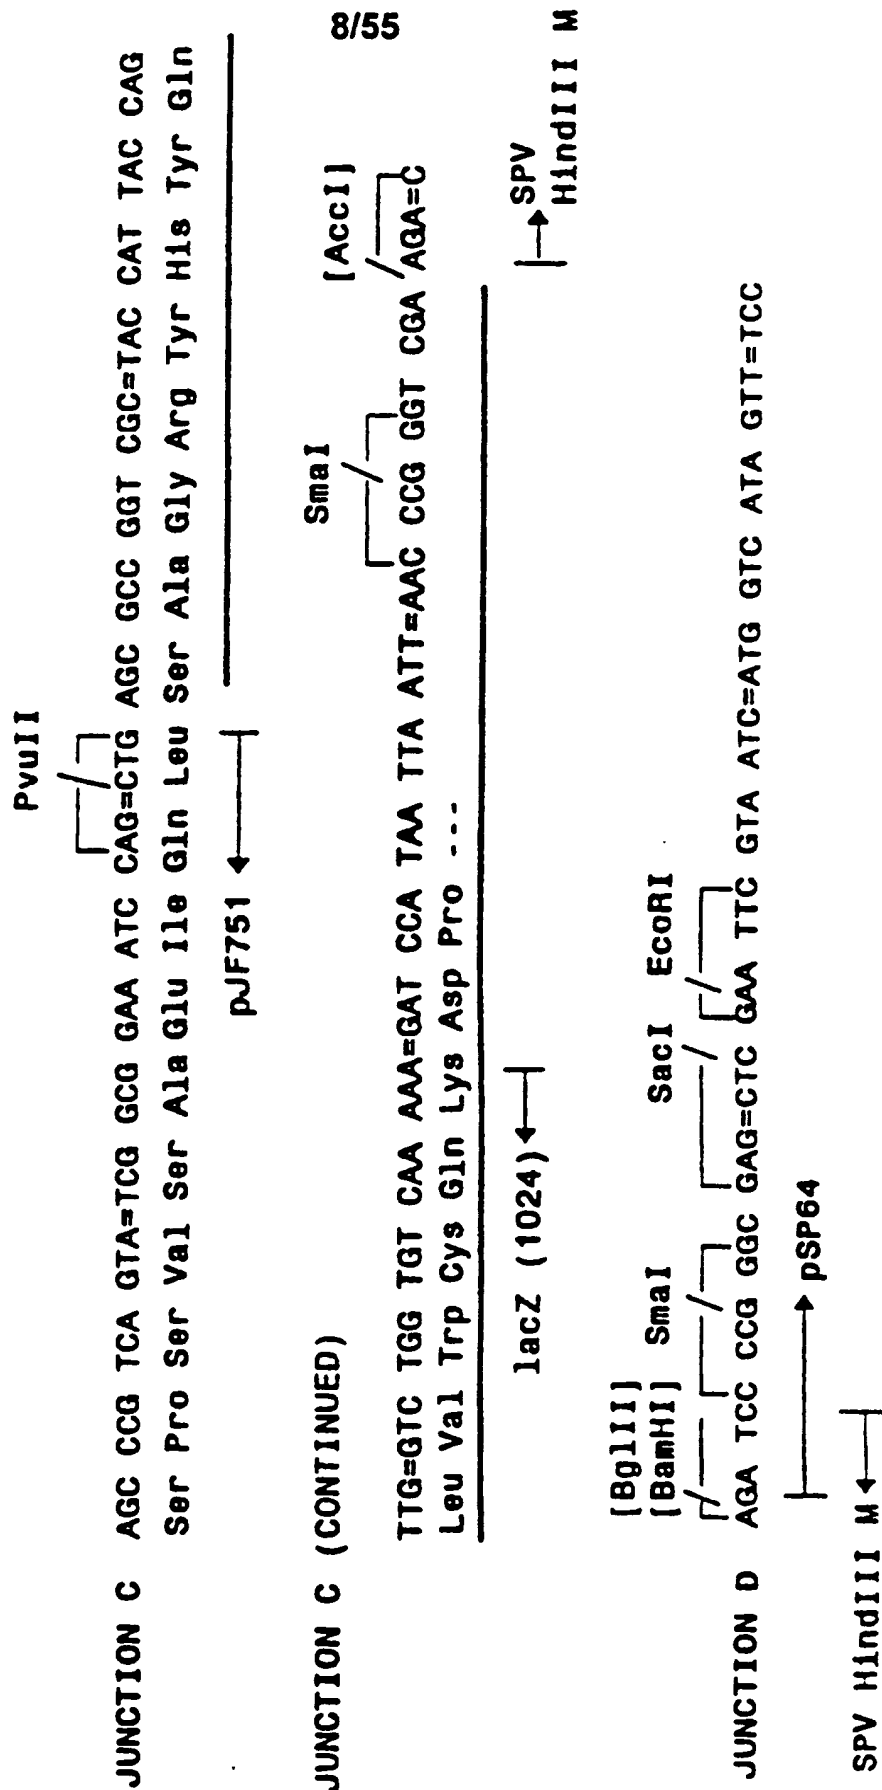 8/55
PvuII
JUNCTION C AGC CCG TCA GTA=TCG GCG GAA ATC CAG=CTG AGC GCC GGT CGC=TAC CAT TAC CAG
Ser Pro Ser Val Ser Ala Glu Ile Gln Leu Ser Ala Gly Arg Tyr His Tyr Gln
pJF751
JUNCTION C (CONTINUED)
SmaI [AccI]
TTG=GTC TGG TGT CAA AAA=GAT CCA TAA TTA ATT=AAC CCG GGT CGA AGA=C
Leu Val Trp Cys Gln Lys Asp Pro ---
lacZ (1024) SPV
HindIII M
[BglII]
[BamHI] SmaI SacI EcoRI
JUNCTION D AGA TCC CCG GGC GAG=CTC GAA TTC GTA ATC=ATG GTC ATA GTT=TCC
pSP64
SPV HindIII M